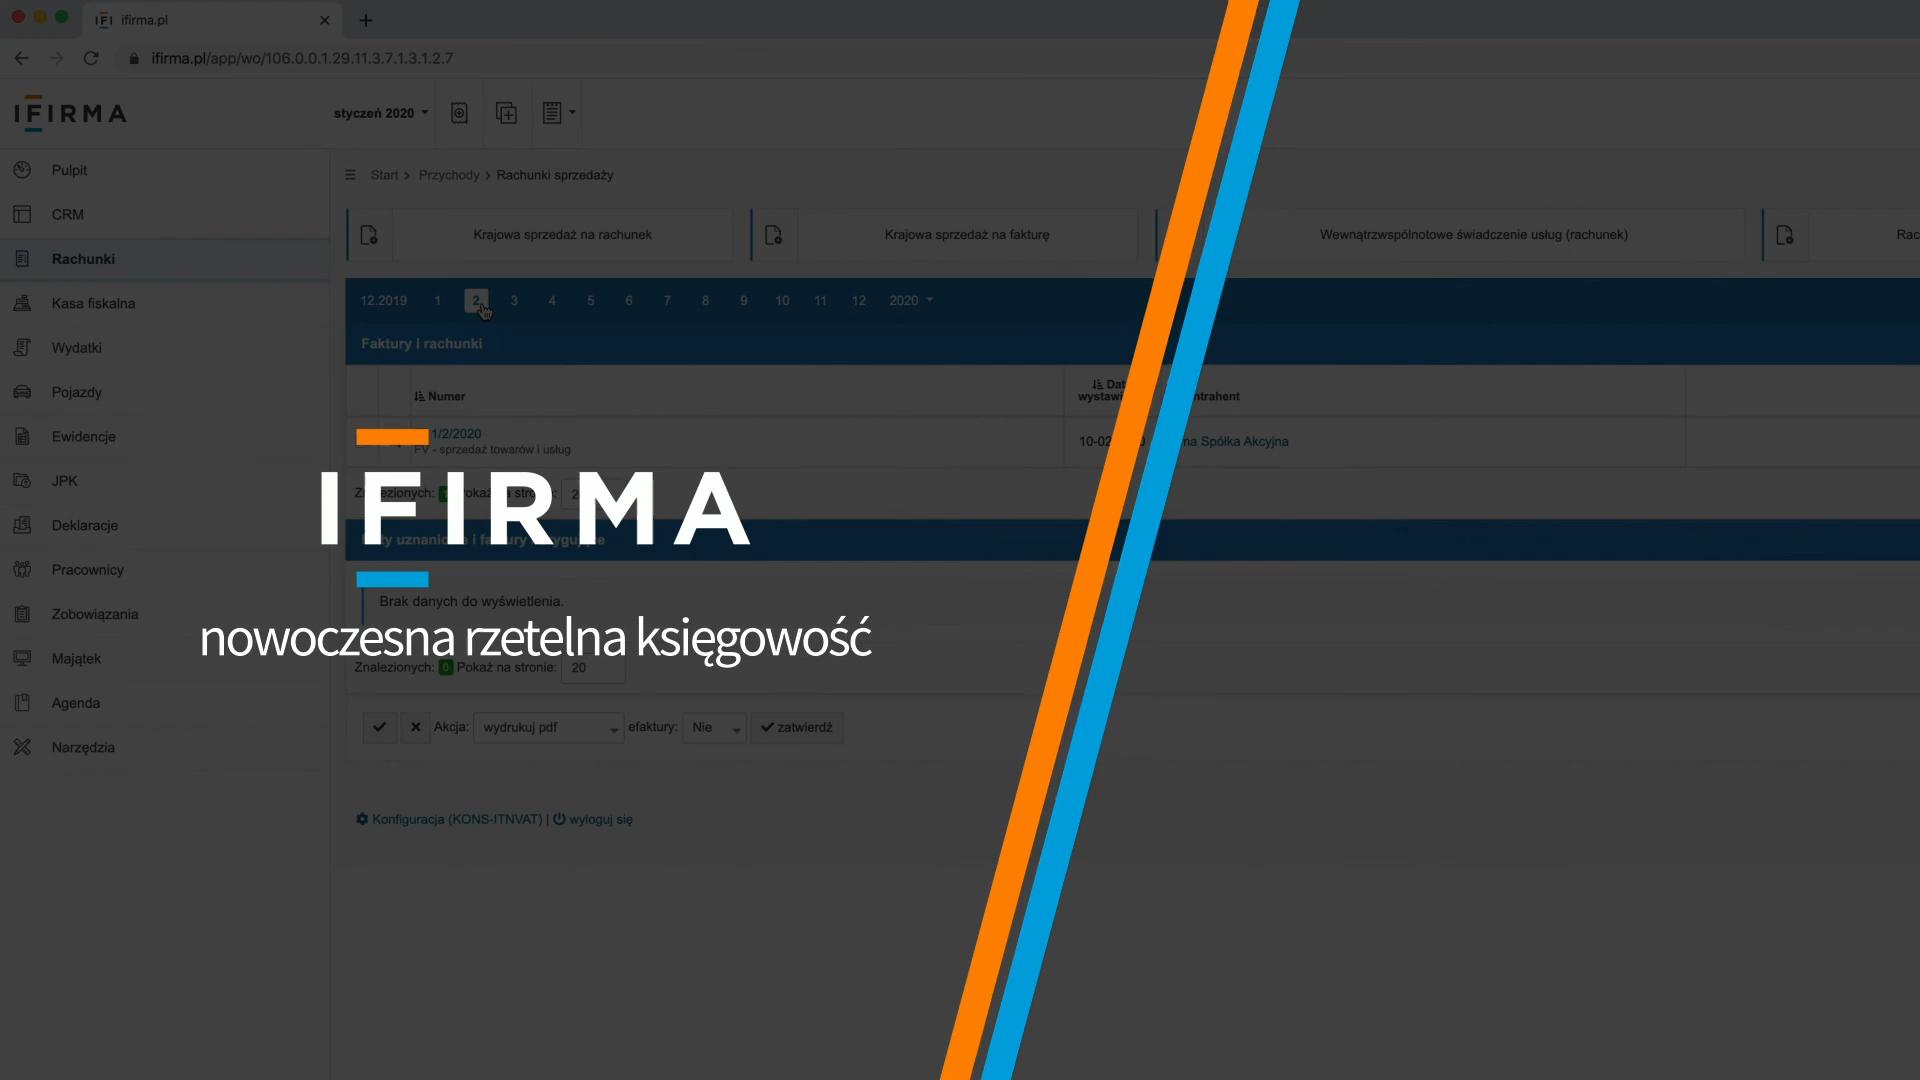 IFI ifirma.pl
ifirma.pl/app/wo/106.0.0.1.29.11.3.7.1.3.1.2.7
IFIRMA
styczeń 2020
Pulpit
CRM
Rachunki
Kasa fiskalna
Wydatki
Pojazdy
Ewidencje
JPK
Deklaracje
Pracownicy
Zobowiązania
Majątek
Agenda
Narzędzia
Start > Przychody > Rachunki sprzedaży
Krajowa sprzedaż na rachunek
Krajowa sprzedaż na fakturę
Wewnątrzwspólnotowe świadczenie usług (rachunek)
12.2019 1 2 3 4 5 6 7 8 9 10 11 12 2020
Faktury i rachunki
Numer
1/2/2020
FV - sprzedaż towarów i usług
Spółka Akcyjna
IFIRMA
nowoczesna rzetelna księgowość
Brak danych do wyświetlenia.
Znalezionych: 0 Pokaż na stronie: 20
Akcja: wydrukuj pdf efaktury: Nie zatwierdź
Konfiguracja (KONS-ITNVAT) | wyloguj się